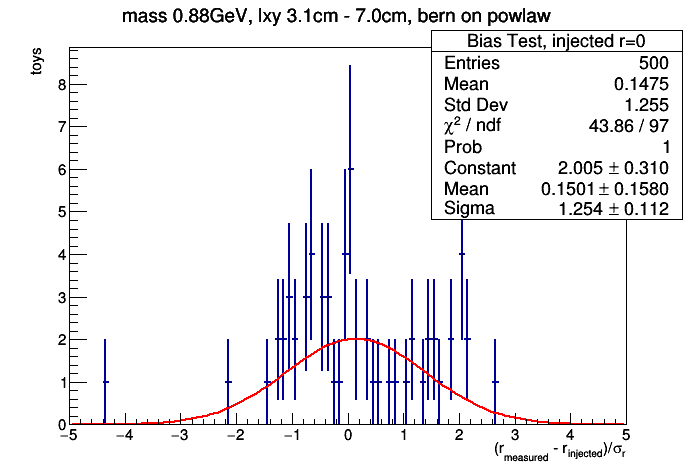 mass 0.88GeV, lxy 3.1cm - 7.0cm, bern on powlaw
toys
Bias Test, injected r=0
Entries 500
Mean 0.1475
Std Dev 1.255
χ² / ndf 43.86 / 97
Prob 1
Constant 2.005 ± 0.310
Mean 0.1501 ± 0.1580
Sigma 1.254 ± 0.112
8
7
6
5
4
3
2
1
0
−5 −4 −3 −2 −1 0 1 2 3 4 5
(r_measured - r_injected)/σ_r